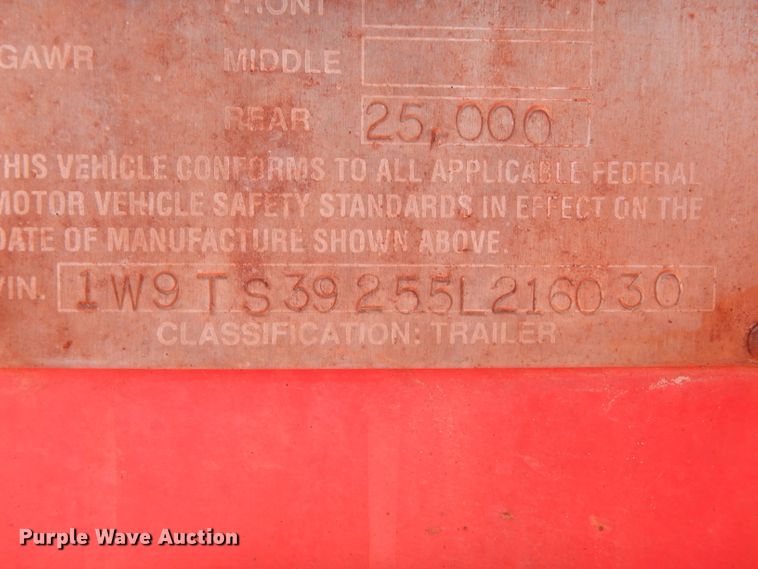 FRONT
GAWR MIDDLE
REAR 25,000
THIS VEHICLE CONFORMS TO ALL APPLICABLE FEDERAL
MOTOR VEHICLE SAFETY STANDARDS IN EFFECT ON THE
DATE OF MANUFACTURE SHOWN ABOVE.
VIN. 1W9TS39255L216030
CLASSIFICATION: TRAILER
Purple Wave Auction